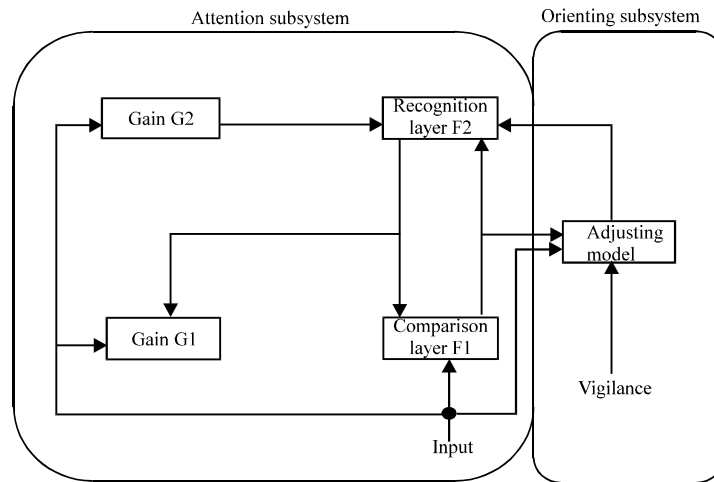 Attention subsystem
Orienting subsystem
Gain G2
Recognition
layer F2
Adjusting
model
Gain G1
Comparison
layer F1
Vigilance
Input